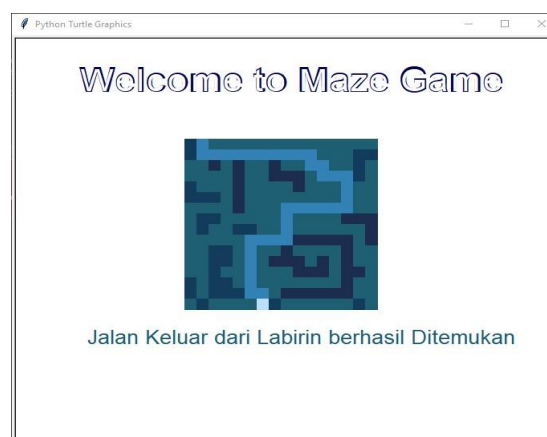 Python Turtle Graphics
Welcome to Maze Game
Jalan Keluar dari Labirin berhasil Ditemukan